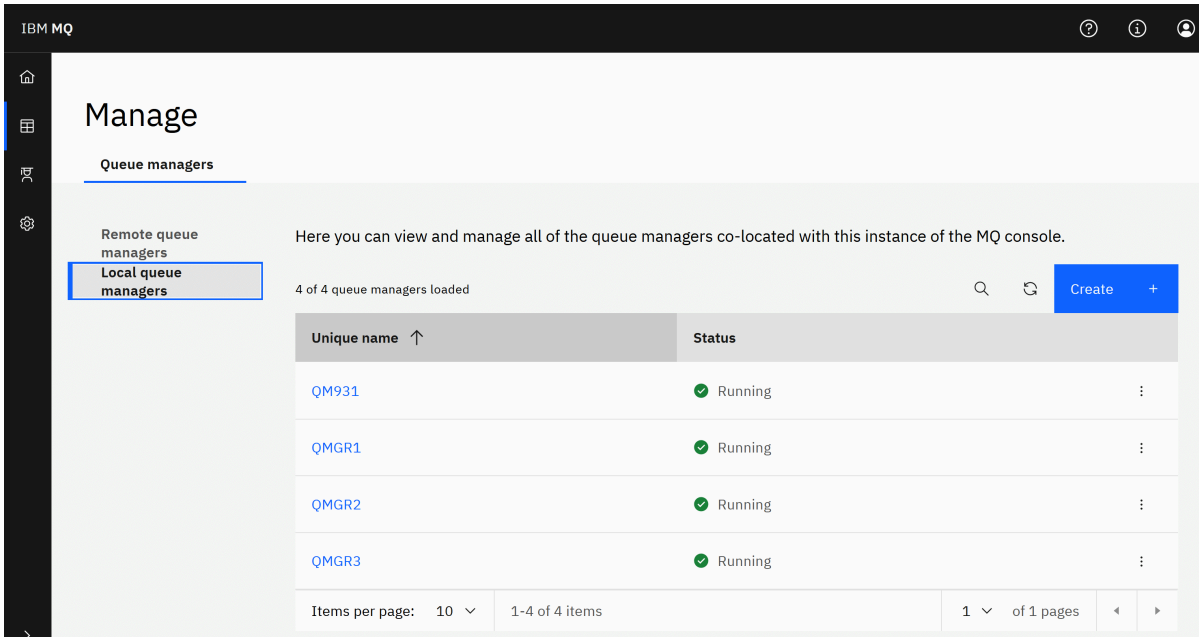 IBM MQ
Manage
Queue managers
Remote queue
managers
Local queue
managers
Here you can view and manage all of the queue managers co-located with this instance of the MQ console.
4 of 4 queue managers loaded
Create +
Unique name Status
QM931 Running
QMGR1 Running
QMGR2 Running
QMGR3 Running
Items per page: 10 1-4 of 4 items 1 of 1 pages